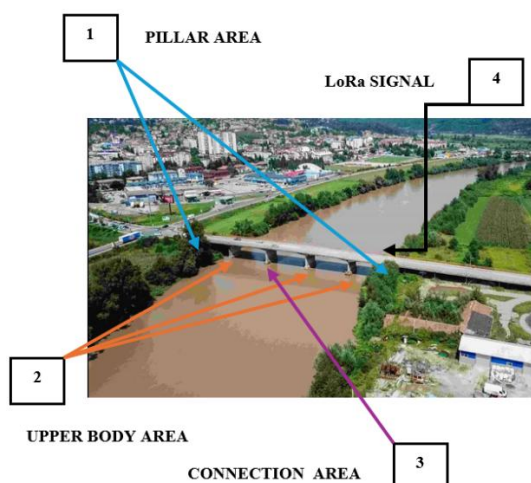 1
PILLAR AREA
LoRa SIGNAL
4
2
UPPER BODY AREA
CONNECTION AREA
3